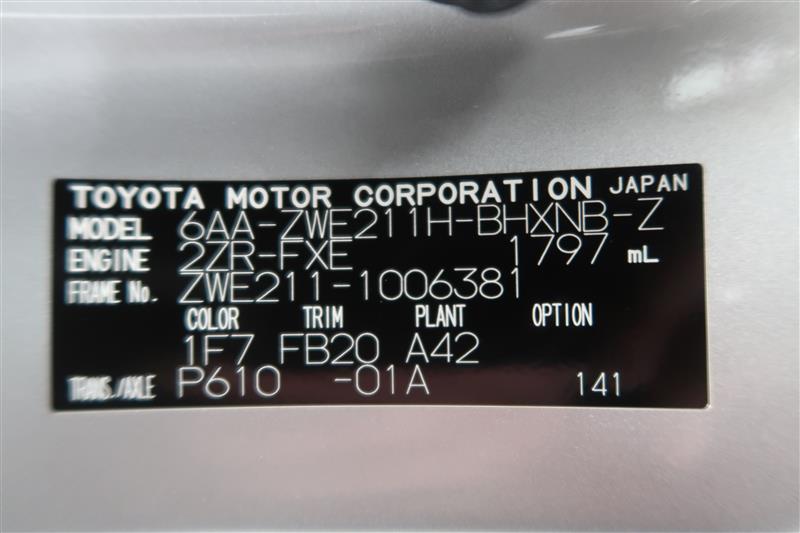 TOYOTA MOTOR CORPORATION JAPAN
MODEL 6AA-ZWE211H-BHXNB-Z
ENGINE 2ZR-FXE 1797 mL
FRAME No. ZWE211-1006381
COLOR TRIM PLANT OPTION
1F7 FB20 A42
TRANS./AXLE P610 -01A 141